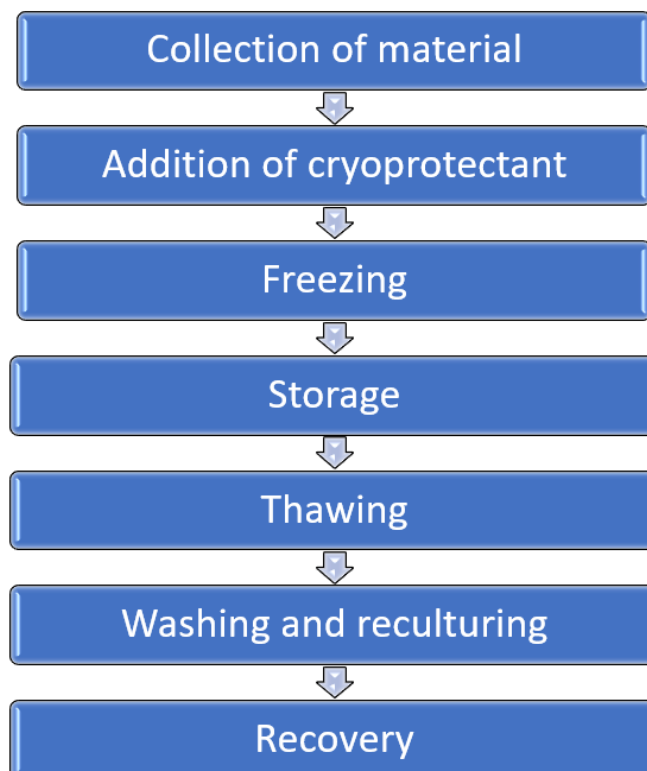 Collection of material
Addition of cryoprotectant
Freezing
Storage
Thawing
Washing and reculturing
Recovery